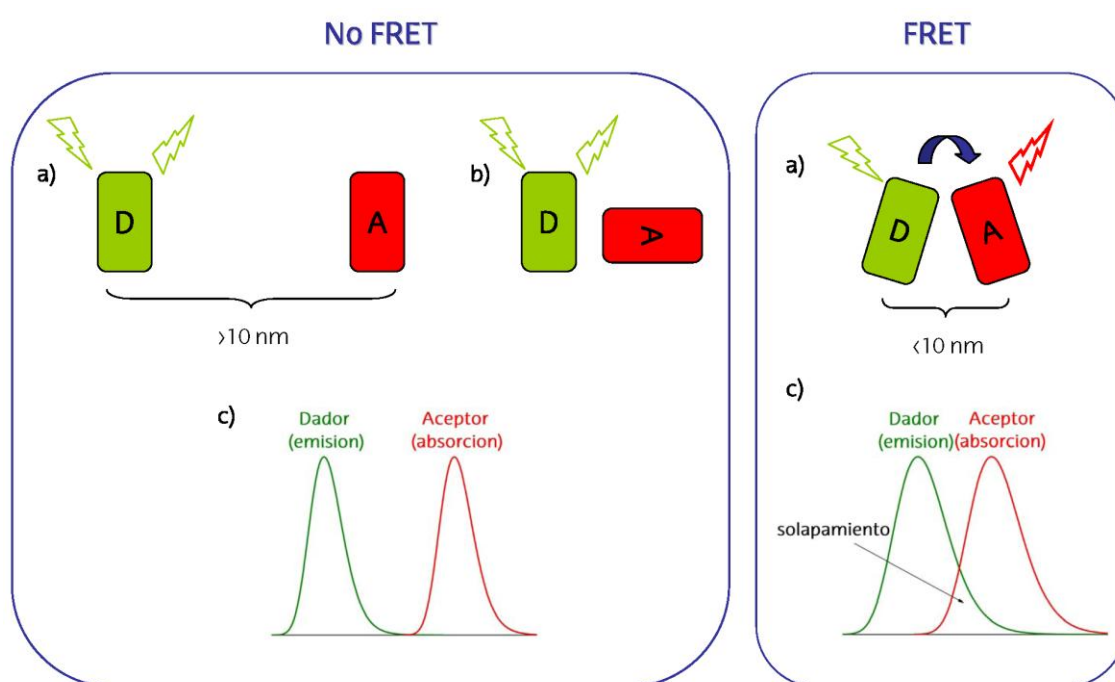 No FRET
a)
D
A
>10 nm
b)
D
A
c)
Dador
(emision)
Aceptor
(absorcion)
FRET
a)
D
A
<10 nm
c)
Dador
(emision)
Aceptor
(absorcion)
solapamiento